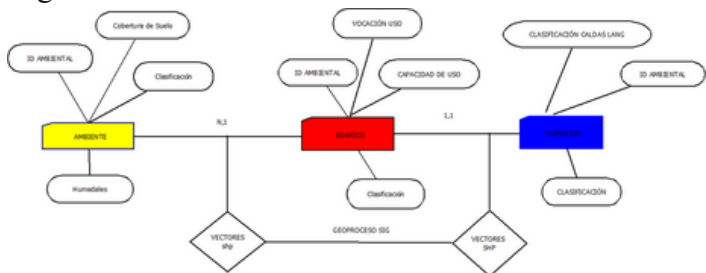 Coberture de Suelo
VOCACIÓN USO
CLASIFICACIÓN CALDAS LANG
ID AMBIENTAL
Clasificación
ID AMBIENTAL
CAPACIDAD DE USO
ID AMBIENTAL
AMBIENTE
N,1
EDAFICO
1,1
Humedales
Clasificación
CLASIFICACIÓN
VECTORES
shp
GEOPROCESO SIG
VECTORES
SHP